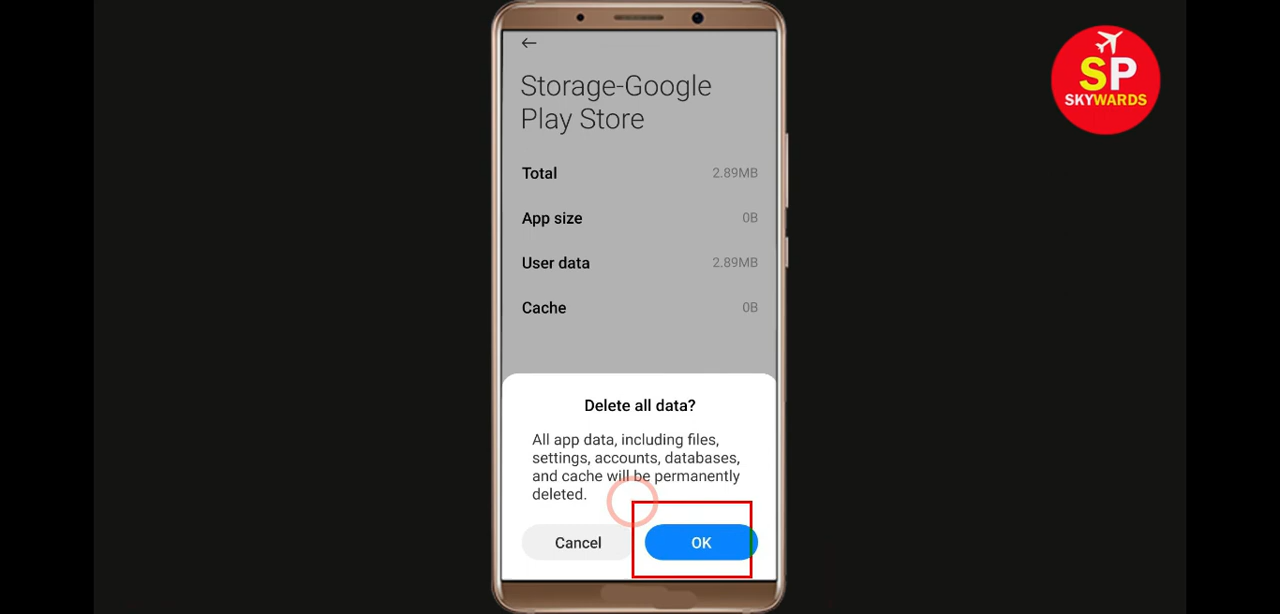 SP
SKYWARDS
Storage-Google
Play Store
Total 2.89MB
App size 0B
User data 2.89MB
Cache 0B
Delete all data?
All app data, including files,
settings, accounts, databases,
and cache will be permanently
deleted.
Cancel OK